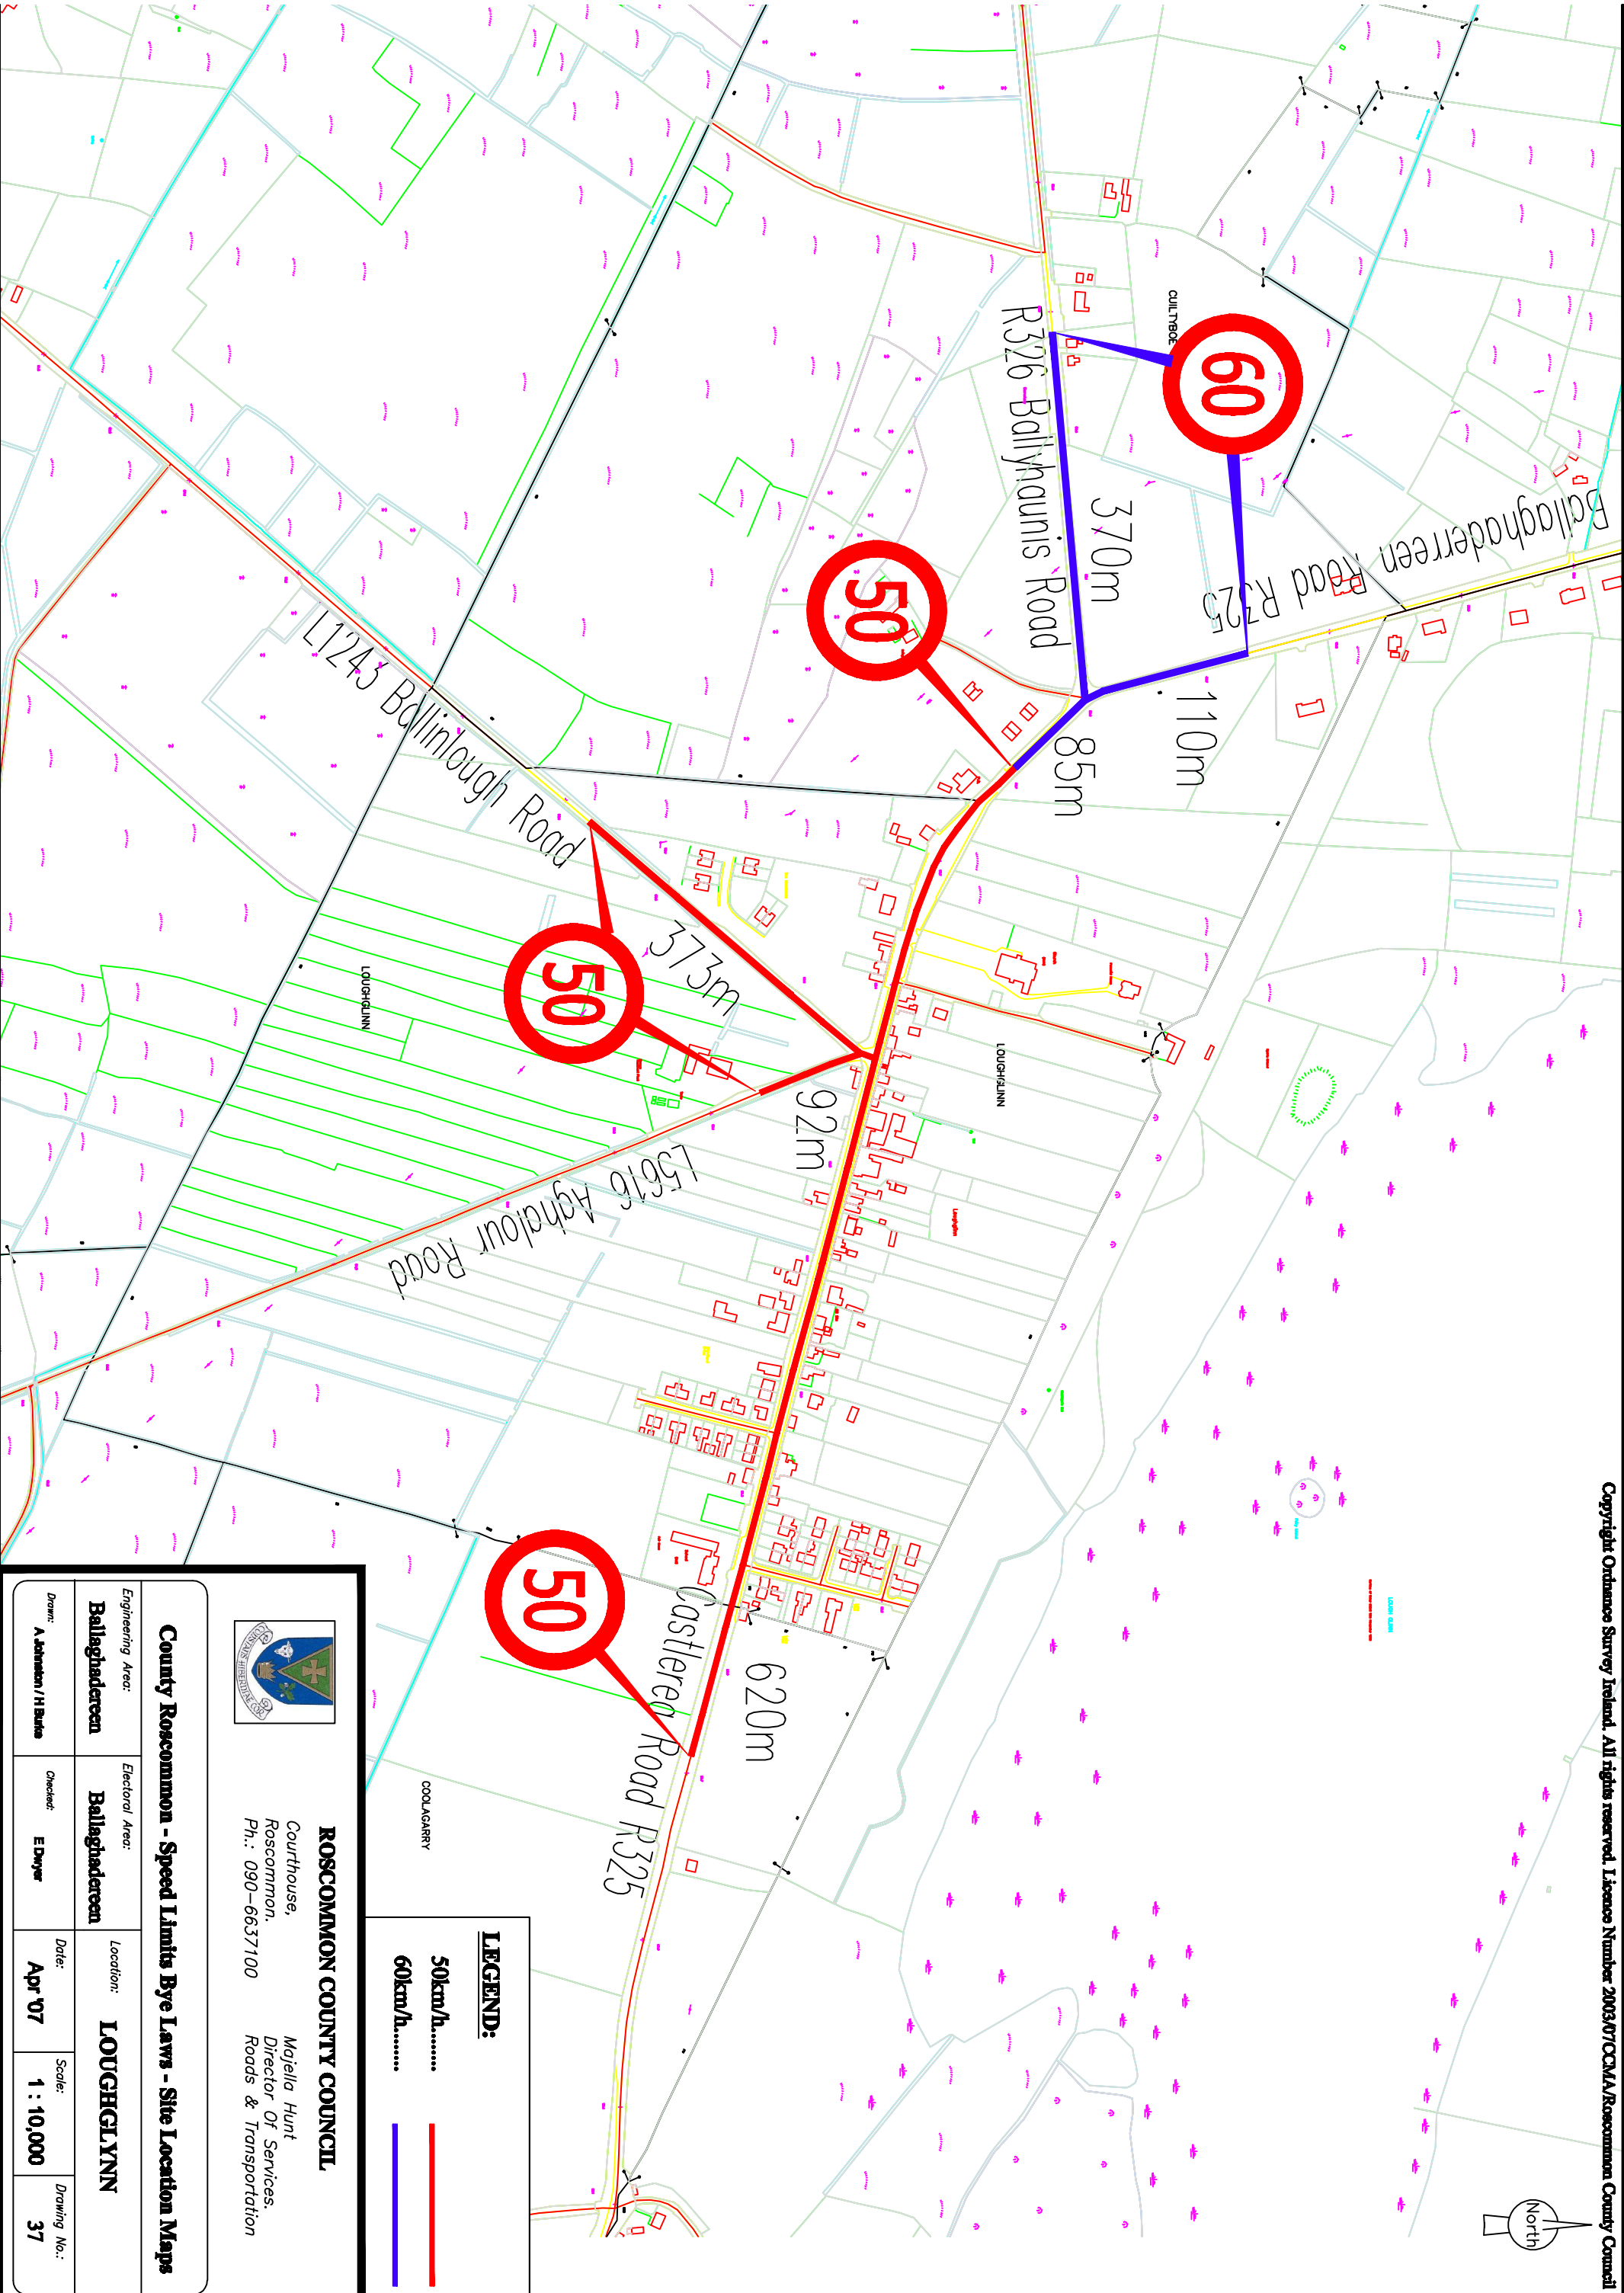 Copyright Ordnance Survey Ireland. All rights reserved. Licence Number 2003/07/CCMA/Roscommon County Council
North
Ballaghaderreen Road R325
CUILTYBOE
60
R326 Ballyhaunis Road
370m
110m
85m
50
L1243 Ballinlough Road
373m
50
LOUGHGLINN
LOUGHGLINN
92m
L5616 Aghalour Road
50
620m
Castlerea Road R325
COOLAGARRY
LEGEND:
50km/h.........
60km/h.........
ROSCOMMON COUNTY COUNCIL
Courthouse,
Roscommon.
Ph.: 090-6637100
Majella Hunt
Director Of Services.
Roads & Transportation
County Roscommon - Speed Limits Bye Laws - Site Location Maps
Engineering Area:
Ballaghadereen
Electoral Area:
Ballaghadereen
Location:
LOUGHGLYNN
Drawn:
A Johnston / H Burke
Checked:
E Dwyer
Date:
Apr '07
Scale:
1 : 10,000
Drawing No.:
37